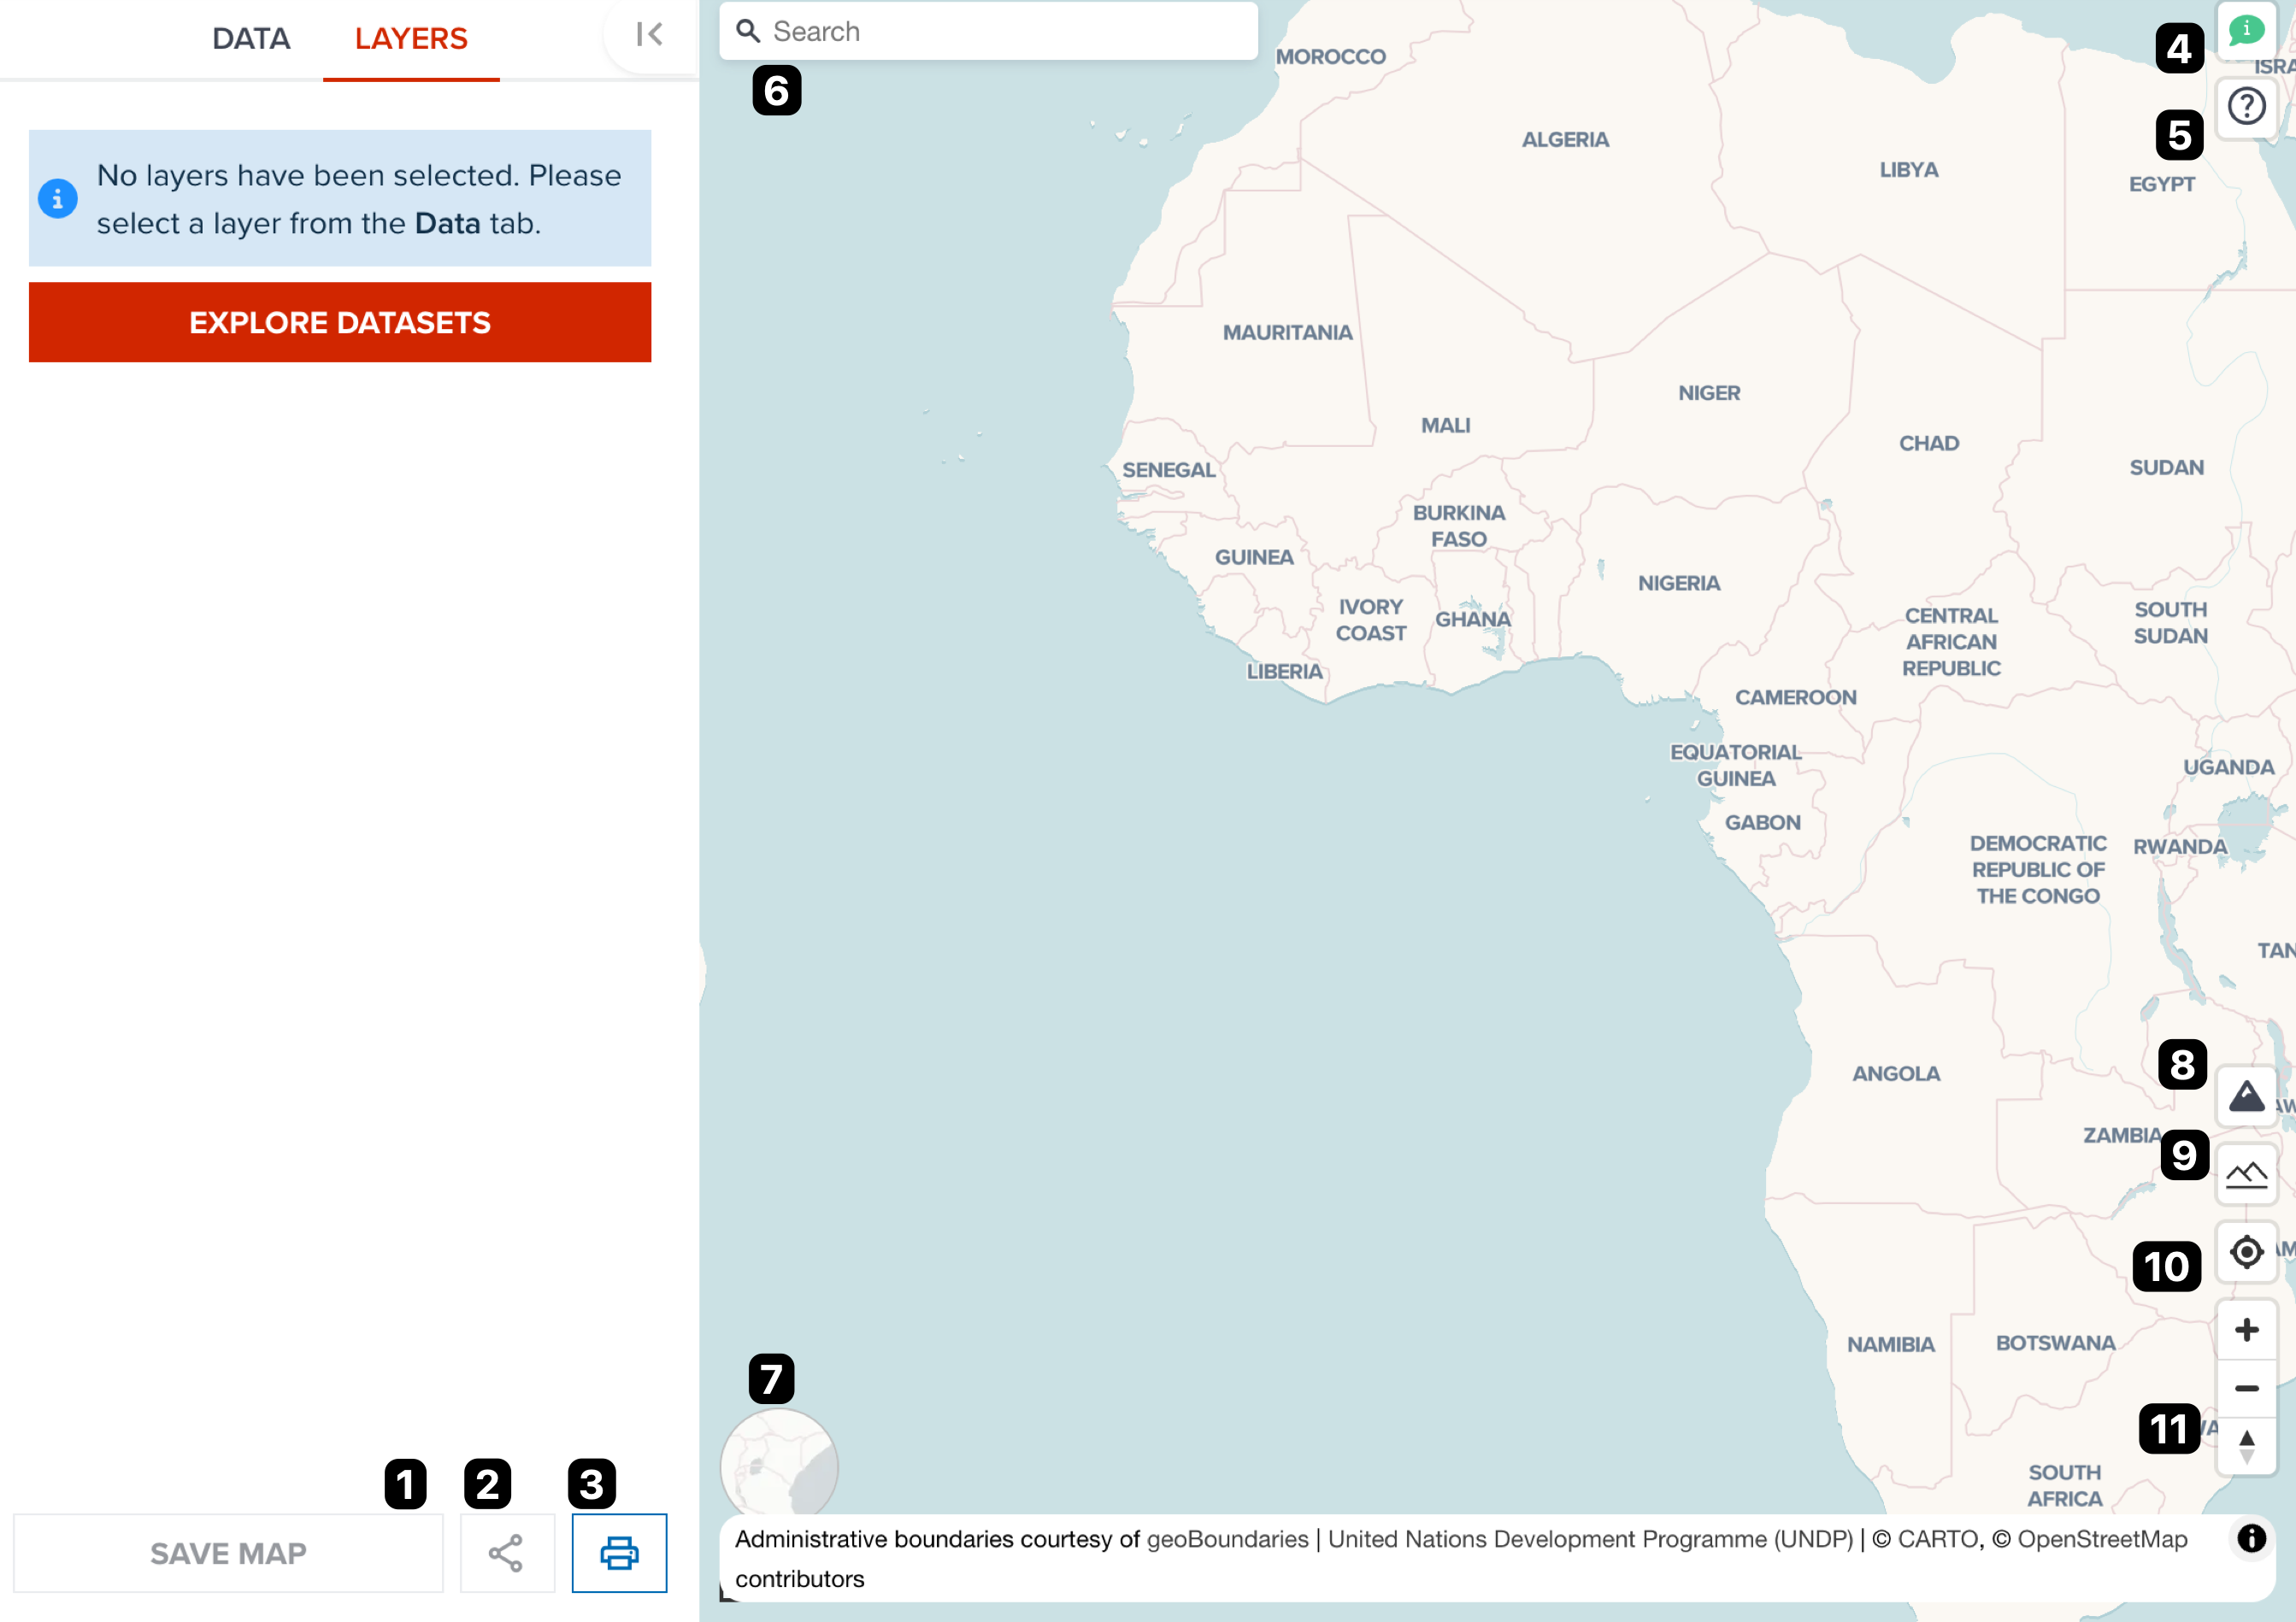 DATA
LAYERS
No layers have been selected. Please
select a layer from the Data tab.
EXPLORE DATASETS
1
2
3
SAVE MAP
Search
6
4
5
MOROCCO
ISRA
ALGERIA
LIBYA
EGYPT
MAURITANIA
NIGER
MALI
CHAD
SENEGAL
SUDAN
BURKINA
FASO
GUINEA
NIGERIA
IVORY
COAST
GHANA
CENTRAL
AFRICAN
REPUBLIC
SOUTH
SUDAN
LIBERIA
CAMEROON
EQUATORIAL
GUINEA
UGANDA
GABON
DEMOCRATIC
REPUBLIC OF
THE CONGO
RWANDA
TAN
8
ANGOLA
AW
ZAMBIA
9
10
AM
NAMIBIA
BOTSWANA
7
11
SOUTH
AFRICA
Administrative boundaries courtesy of geoBoundaries | United Nations Development Programme (UNDP) | © CARTO, © OpenStreetMap
contributors